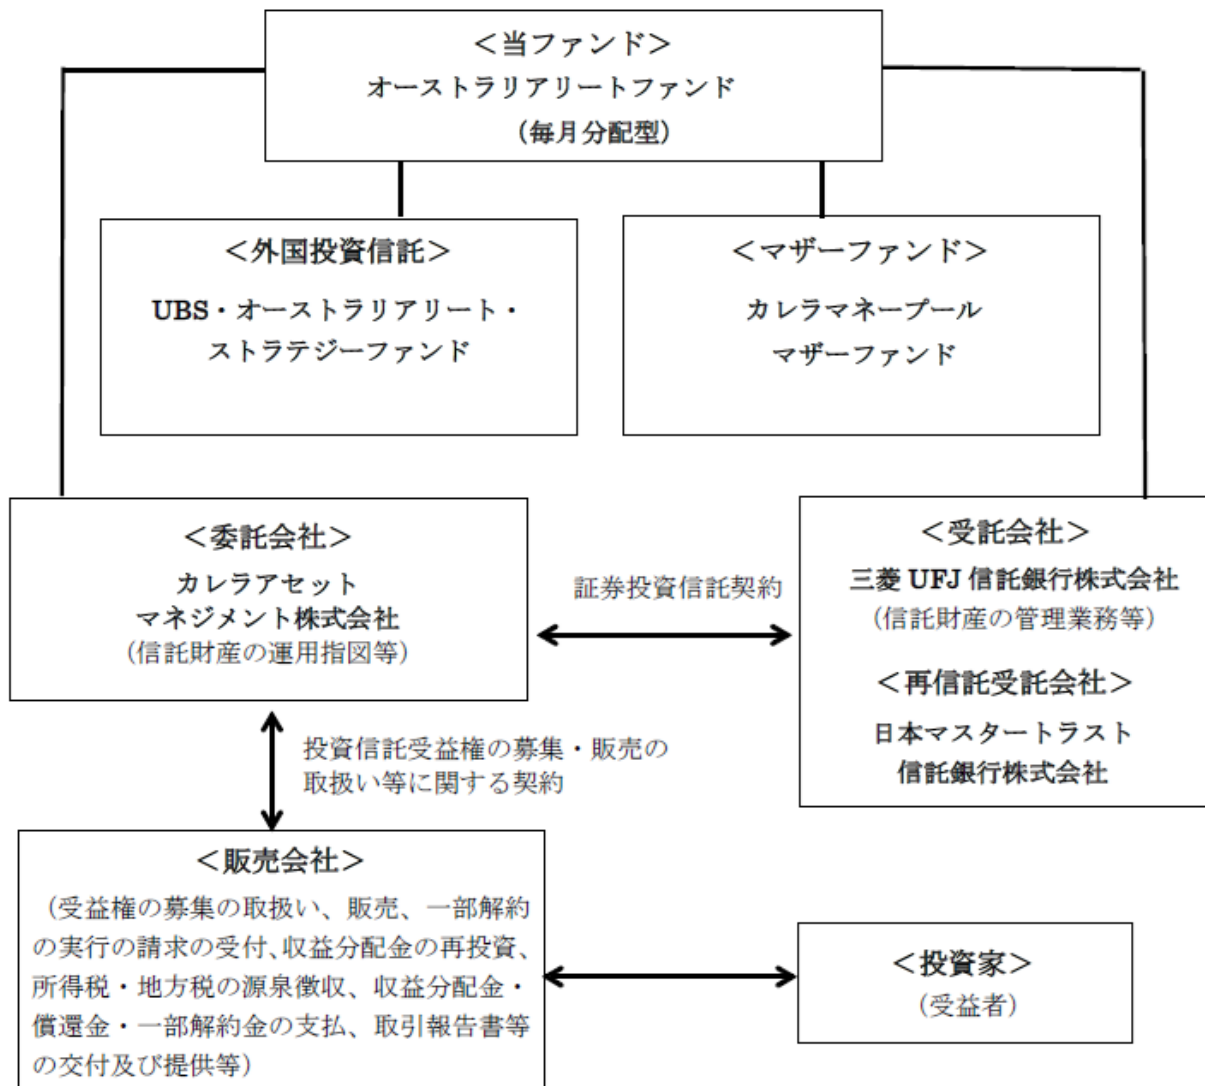 ＜当ファンド＞
オーストラリアリートファンド
（毎月分配型）
＜外国投資信託＞
UBS・オーストラリアリート・
ストラテジーファンド
＜マザーファンド＞
カレラマネープール
マザーファンド
＜委託会社＞
カレラアセット
マネジメント株式会社
（信託財産の運用指図等）
証券投資信託契約
＜受託会社＞
三菱 UFJ 信託銀行株式会社
（信託財産の管理業務等）
＜再信託受託会社＞
日本マスタートラスト
信託銀行株式会社
投資信託受益権の募集・販売の
取扱い等に関する契約
＜販売会社＞
（受益権の募集の取扱い、販売、一部解約
の実行の請求の受付、収益分配金の再投資、
所得税・地方税の源泉徴収、収益分配金・
償還金・一部解約金の支払、取引報告書等
の交付及び提供等）
＜投資家＞
（受益者）